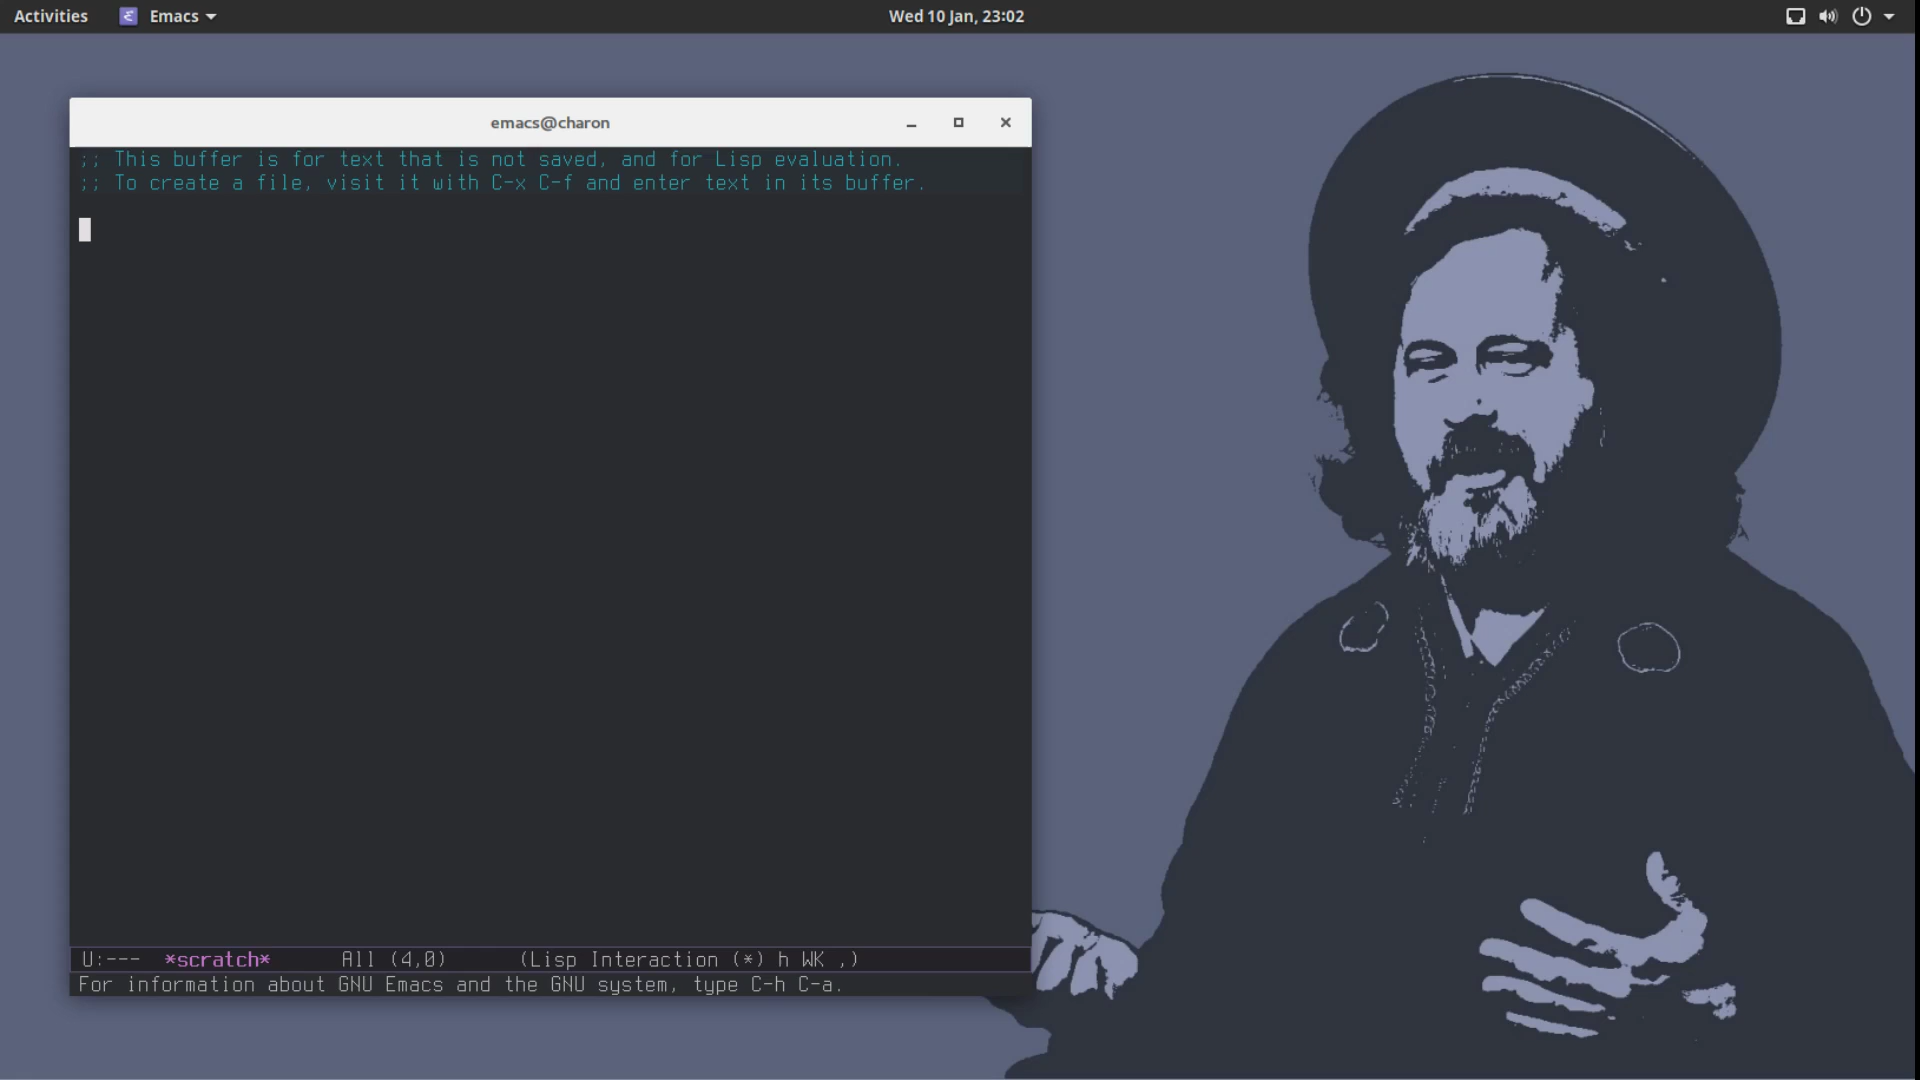 Activities Emacs Wed 10 Jan, 23:02
emacs@charon
;; This buffer is for text that is not saved, and for Lisp evaluation.
;; To create a file, visit it with C-x C-f and enter text in its buffer.
U:--- *scratch* All (4,0) (Lisp Interaction (*) h WK ,)
For information about GNU Emacs and the GNU system, type C-h C-a.